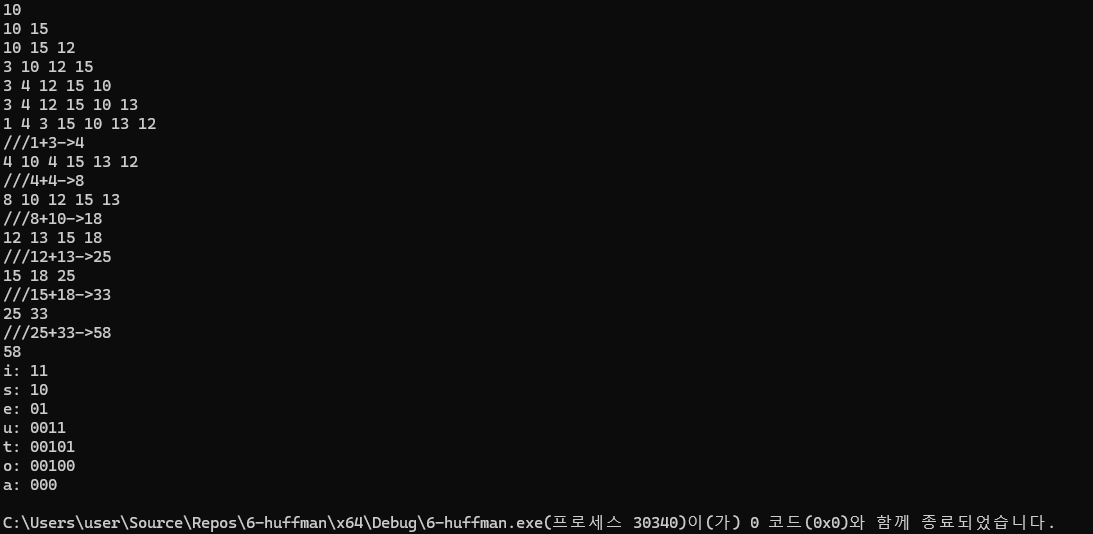 10
10 15
10 15 12
3 10 12 15
3 4 12 15 10
3 4 12 15 10 13
1 4 3 15 10 13 12
///1+3->4
4 10 4 15 13 12
///4+4->8
8 10 12 15 13
///8+10->18
12 13 15 18
///12+13->25
15 18 25
///15+18->33
25 33
///25+33->58
58
i: 11
s: 10
e: 01
u: 0011
t: 00101
o: 00100
a: 000
C:\Users\user\Source\Repos\6-huffman\x64\Debug\6-huffman.exe(프로세스 30340)이(가) 0 코드(0x0)와 함께 종료되었습니다.